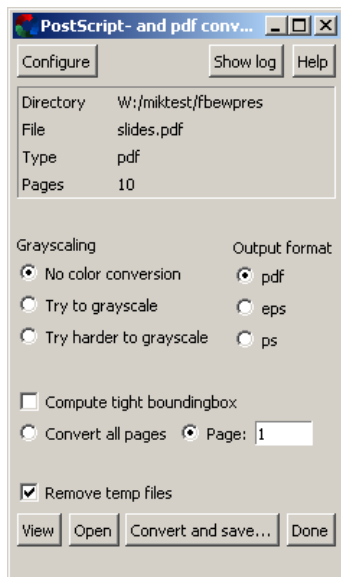 PostScript- and pdf conv...
Configure Show log Help
Directory W:/miktest/fbewpres
File slides.pdf
Type pdf
Pages 10
Grayscaling Output format
No color conversion pdf
Try to grayscale eps
Try harder to grayscale ps
Compute tight boundingbox
Convert all pages Page: 1
Remove temp files
View Open Convert and save... Done